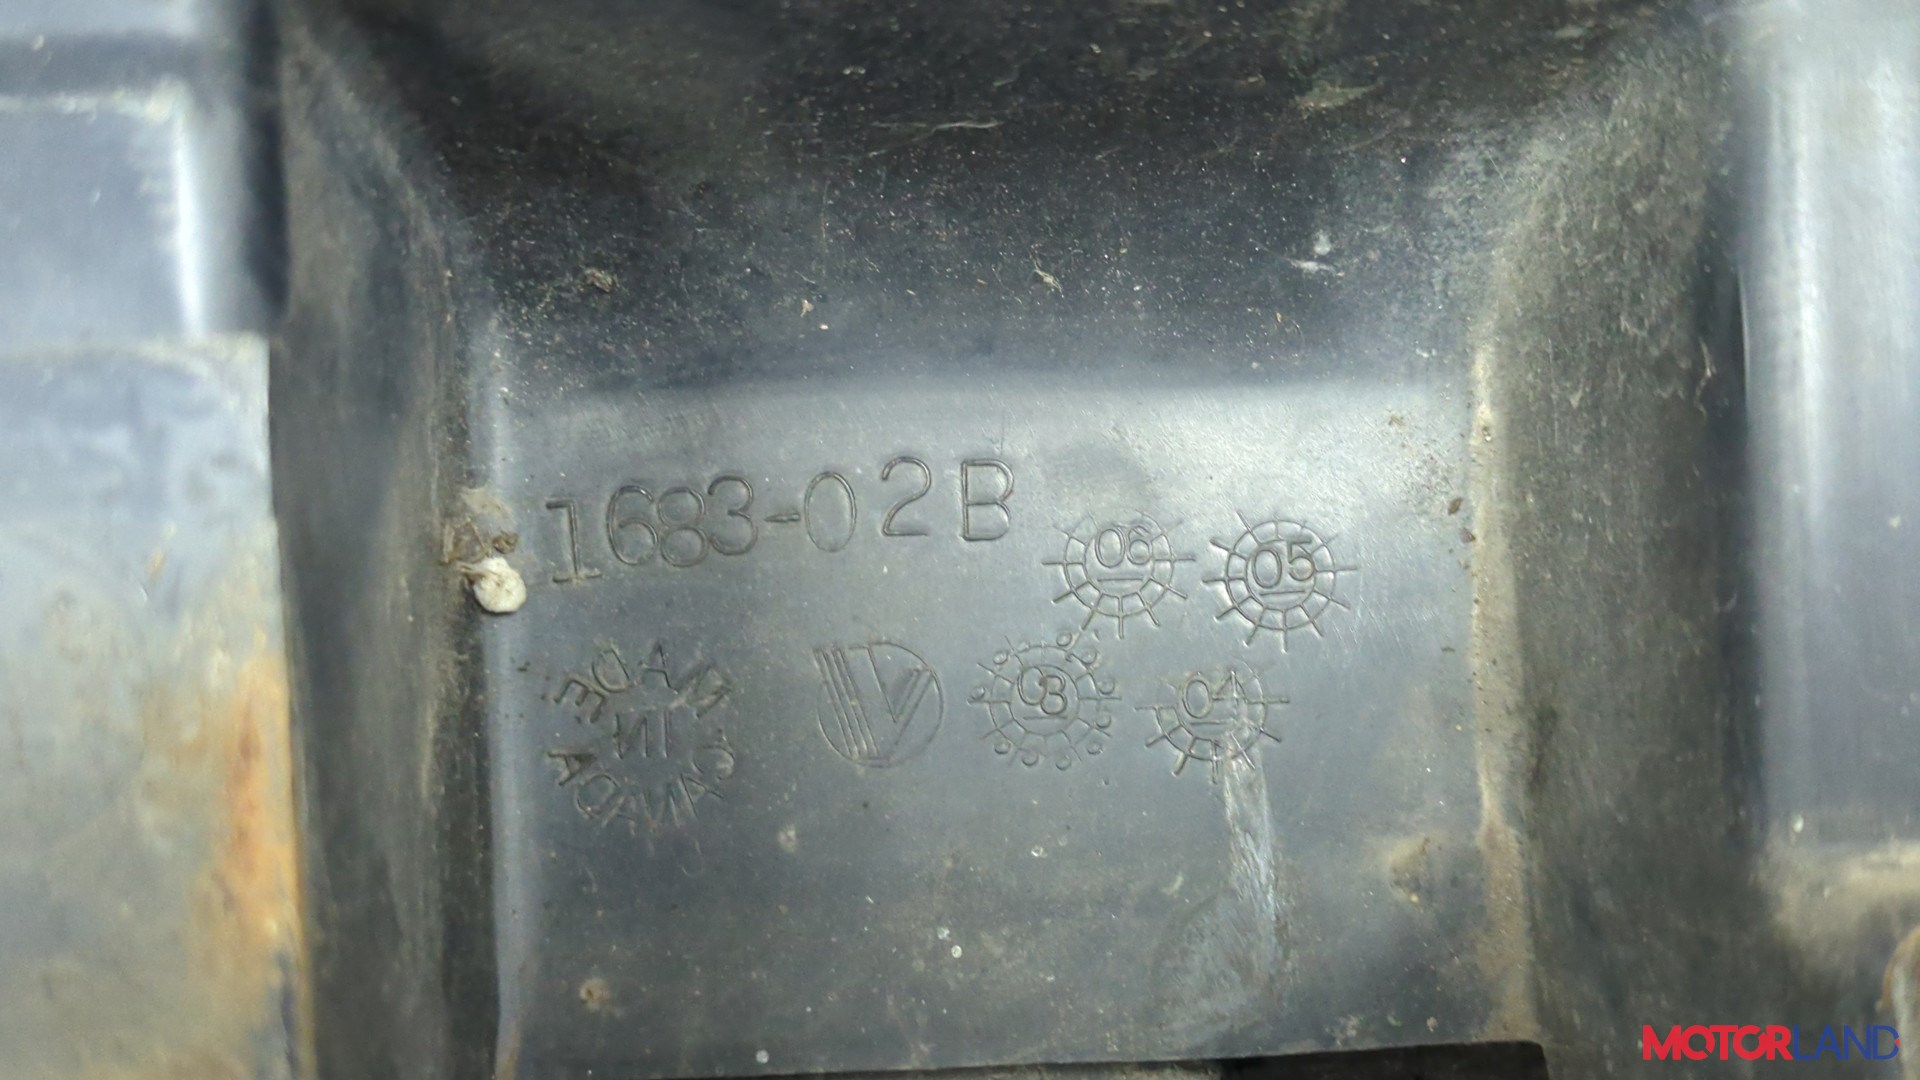 1683-02B
06 05
MADE
IN
CANADA
03 04
MOTORLAND